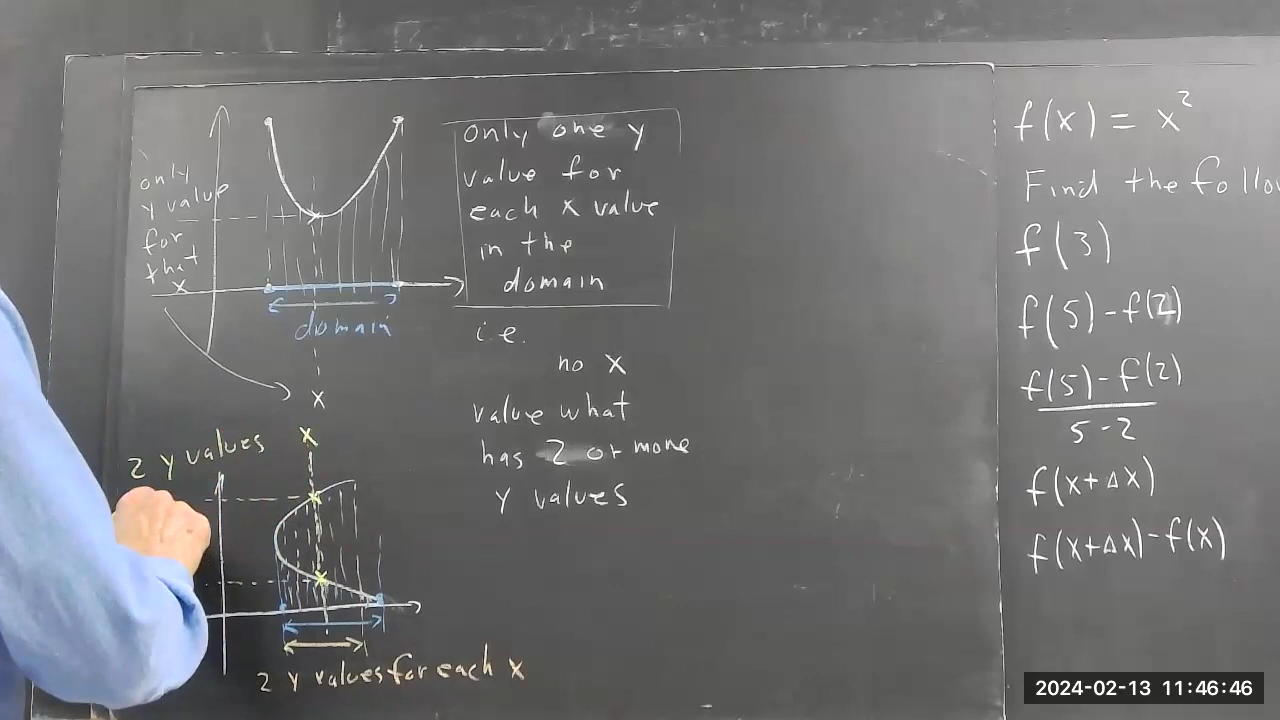 only
y value
for
that
x
domain
x
only one y
value for
each x value
in the
domain
i.e.
no x
value what
has 2 or more
y values
2 y values
x
2 y values for each x
f(x) = x²
Find the follo
f(3)
f(5)-f(2)
f(5)-f(2)
5-2
f(x+Δx)
f(x+Δx)-f(x)
2024-02-13 11:46:46